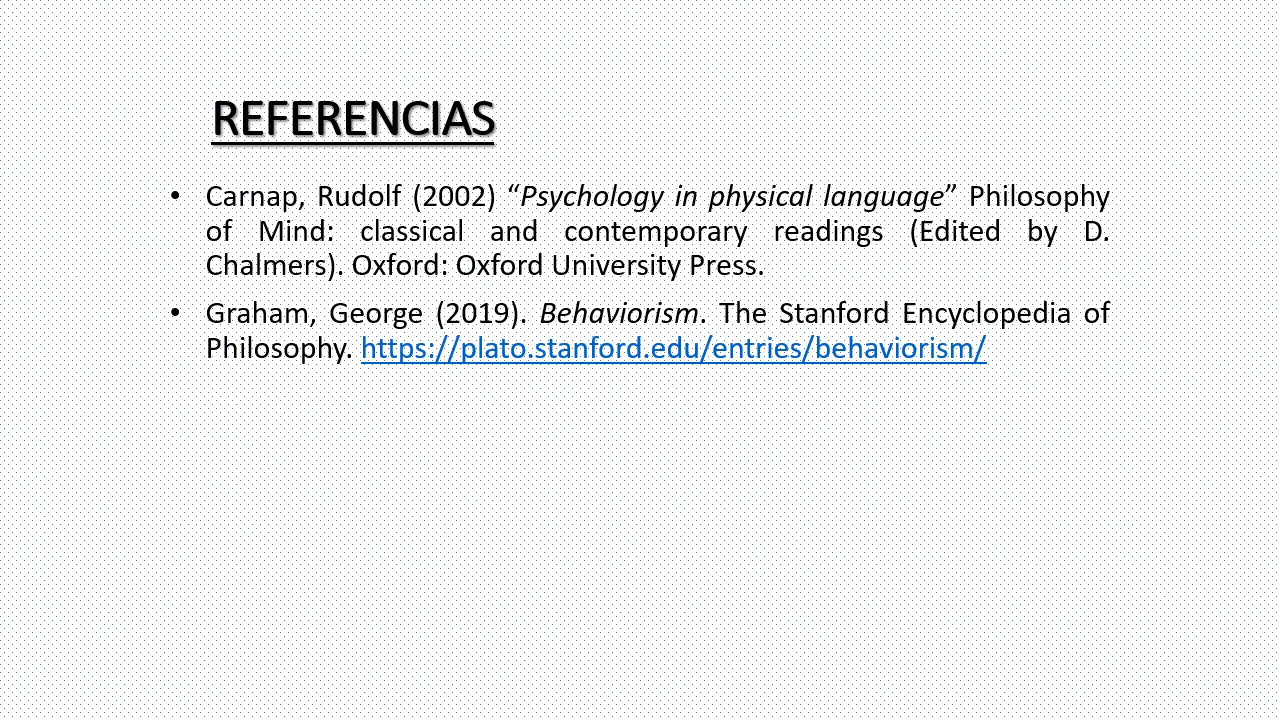 REFERENCIAS
• Carnap, Rudolf (2002) “Psychology in physical language” Philosophy
of Mind: classical and contemporary readings (Edited by D.
Chalmers). Oxford: Oxford University Press.
• Graham, George (2019). Behaviorism. The Stanford Encyclopedia of
Philosophy. https://plato.stanford.edu/entries/behaviorism/